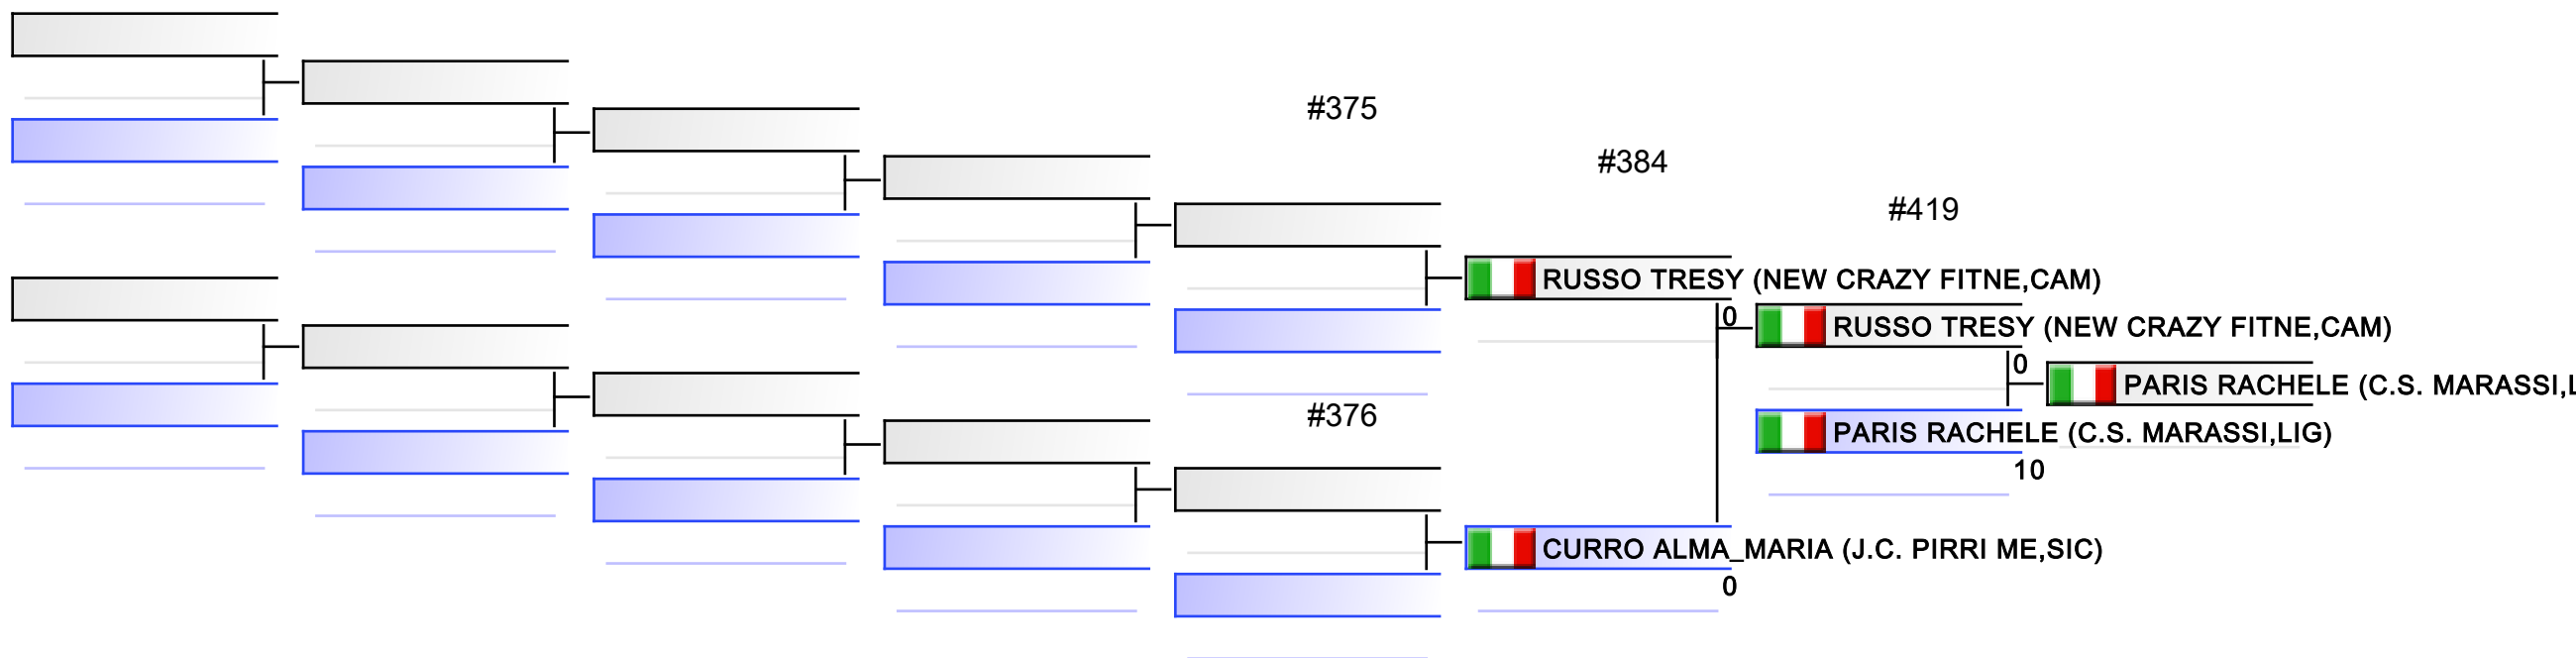 #375
#384
#419
RUSSO TRESY (NEW CRAZY FITNE,CAM)
0
RUSSO TRESY (NEW CRAZY FITNE,CAM)
0
PARIS RACHELE (C.S. MARASSI,L
#376
PARIS RACHELE (C.S. MARASSI,LIG)
10
CURRO ALMA_MARIA (J.C. PIRRI ME,SIC)
0